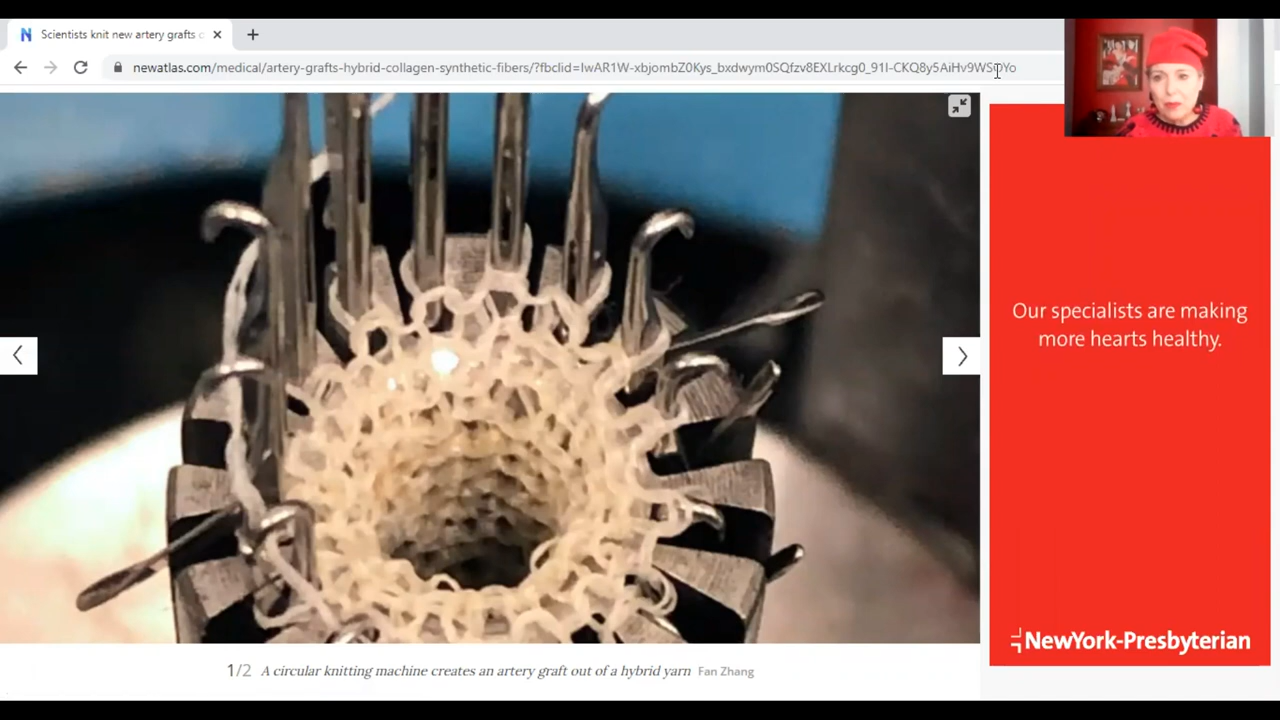 Scientists knit new artery grafts
newatlas.com/medical/artery-grafts-hybrid-collagen-synthetic-fibers/?fbclid=IwAR1W-xbjombZ0Kys_bxdwym0SQfzv8EXLrkcg0_91I-CKQ8y5AiHv9WS
Our specialists are making
more hearts healthy.
NewYork-Presbyterian
1/2 A circular knitting machine creates an artery graft out of a hybrid yarn Fan Zhang